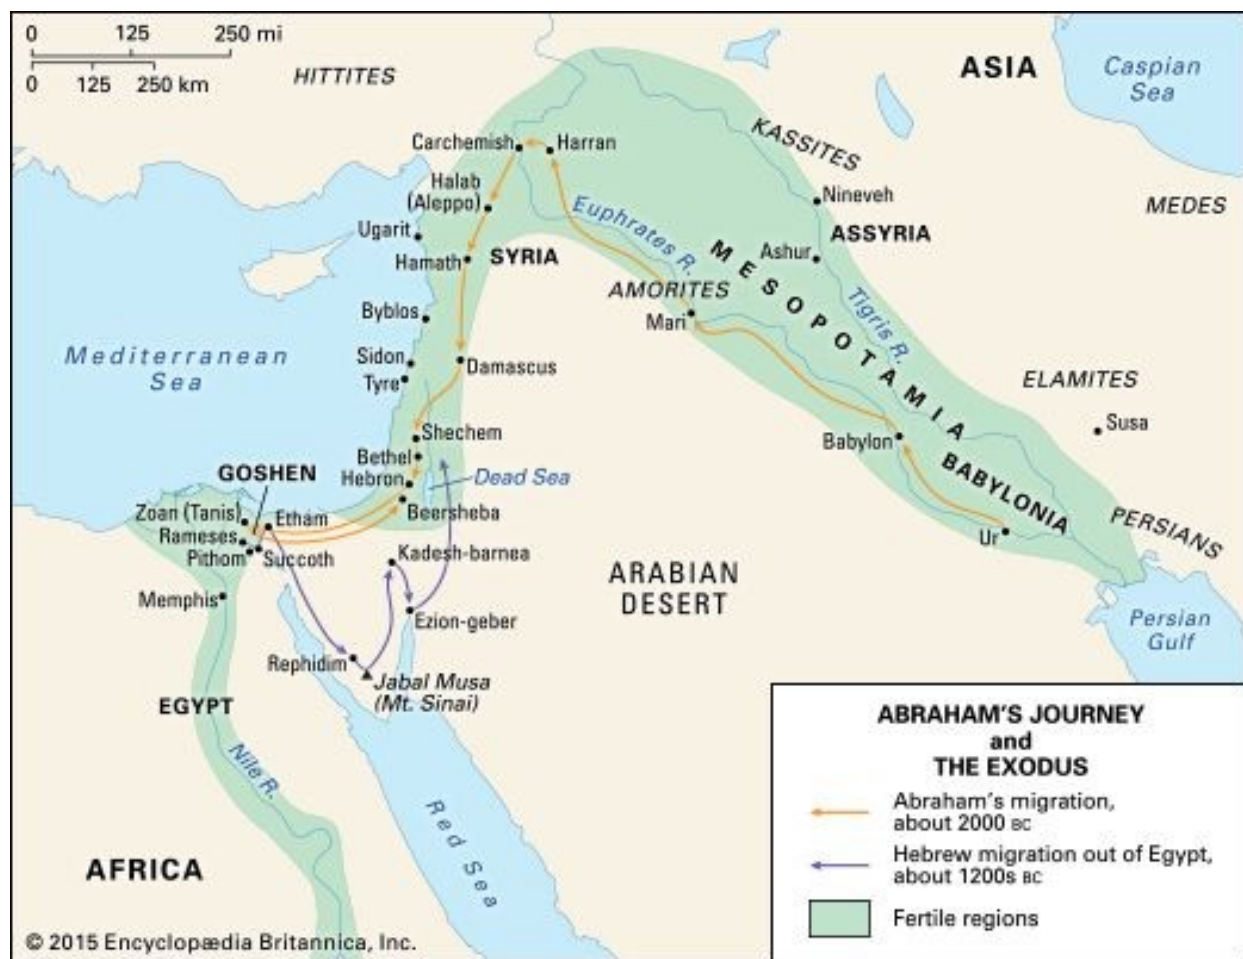 0 125 250 mi
0 125 250 km
HITTITES
ASIA
Caspian
Sea
KASSITES
Carchemish
Harran
Halab
(Aleppo)
Nineveh
MEDES
Euphrates R.
Ugarit
ASSYRIA
Hamath
SYRIA
Ashur
MESOPOTAMIA
AMORITES
Tigris R.
Byblos
Mari
Mediterranean
Sea
Sidon
Tyre
Damascus
ELAMITES
Susa
Shechem
Babylon
Bethel
BABYLONIA
GOSHEN
Hebron
Dead Sea
Zoan (Tanis)
Etham
Beersheba
PERSIANS
Rameses
Ur
Pithom
Succoth
Kadesh-barnea
ARABIAN
DESERT
Memphis
Ezion-geber
Persian
Gulf
Rephidim
Jabal Musa
(Mt. Sinai)
EGYPT
Nile R.
Red Sea
AFRICA
ABRAHAM'S JOURNEY
and
THE EXODUS
Abraham's migration,
about 2000 BC
Hebrew migration out of Egypt,
about 1200s BC
Fertile regions
© 2015 Encyclopædia Britannica, Inc.